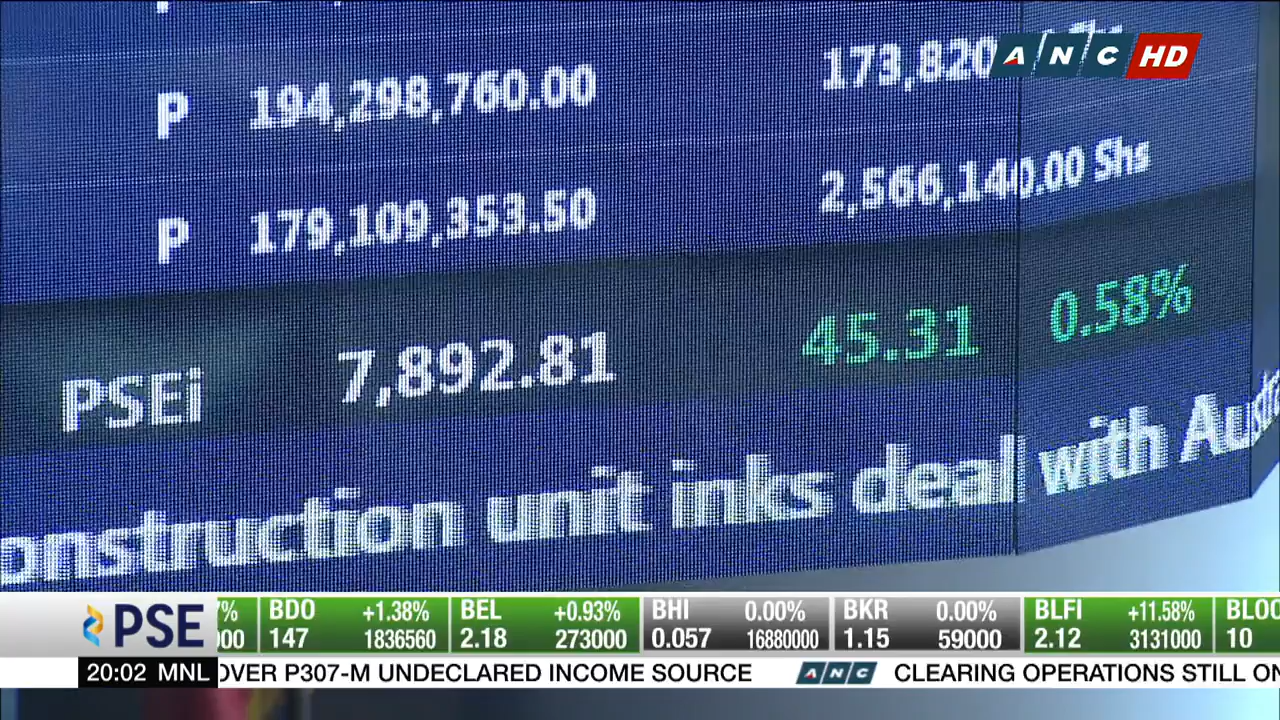 P 194,298,760.00 173,820
ANC HD
P 179,109,353.50 2,566,140.00 Shs
PSEi 7,892.81 45.31 0.58%
onstruction unit inks deal with Au
PSE
BDO +1.38% BEL +0.93% BHI 0.00% BKR 0.00% BLFI +11.58% BLO
147 1836560 2.18 273000 0.057 16880000 1.15 59000 2.12 3131000 10
20:02 MNL OVER P307-M UNDECLARED INCOME SOURCE ANC CLEARING OPERATIONS STILL ON